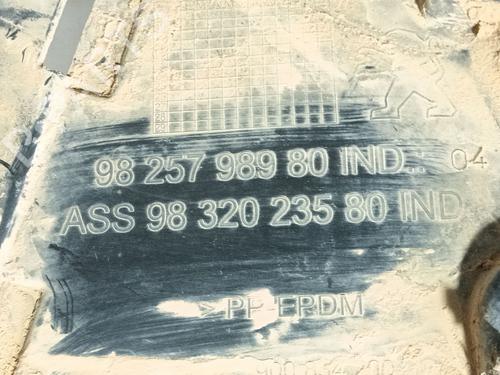 98 257 989 80 IND.. 04
ASS 98 320 235 80 IND
>PP-EPDM